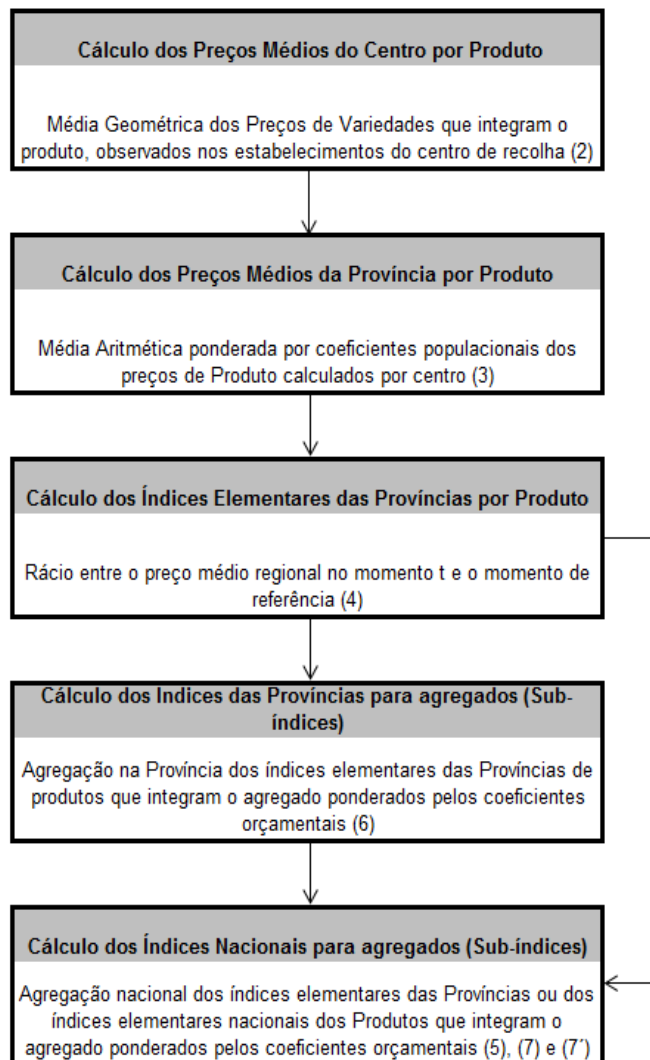 Cálculo dos Preços Médios do Centro por Produto
Média Geométrica dos Preços de Variedades que integram o
produto, observados nos estabelecimentos do centro de recolha (2)
Cálculo dos Preços Médios da Província por Produto
Média Aritmética ponderada por coeficientes populacionais dos
preços de Produto calculados por centro (3)
Cálculo dos Índices Elementares das Províncias por Produto
Rácio entre o preço médio regional no momento t e o momento de
referência (4)
Cálculo dos Indices das Províncias para agregados (Sub-
índices)
Agregação na Província dos índices elementares das Províncias de
produtos que integram o agregado ponderados pelos coeficientes
orçamentais (6)
Cálculo dos Índices Nacionais para agregados (Sub-índices)
Agregação nacional dos índices elementares das Províncias ou dos
índices elementares nacionais dos Produtos que integram o
agregado ponderados pelos coeficientes orçamentais (5), (7) e (7´)